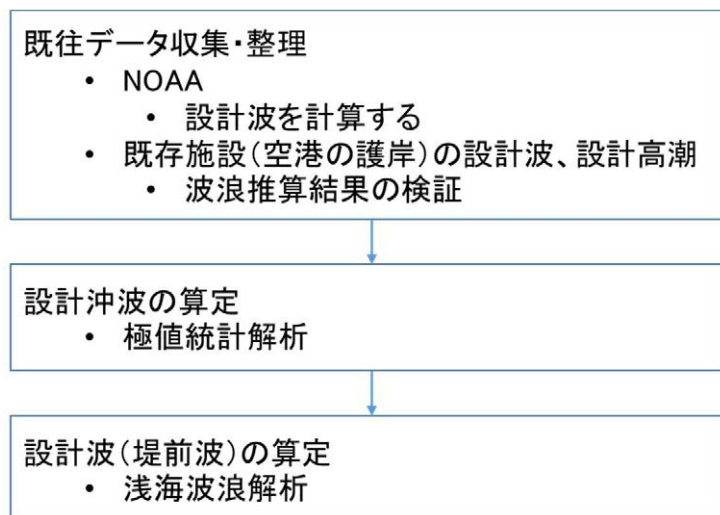 既往データ収集・整理
• NOAA
• 設計波を計算する
• 既存施設(空港の護岸)の設計波、設計高潮
• 波浪推算結果の検証
設計沖波の算定
• 極値統計解析
設計波(堤前波)の算定
• 浅海波浪解析